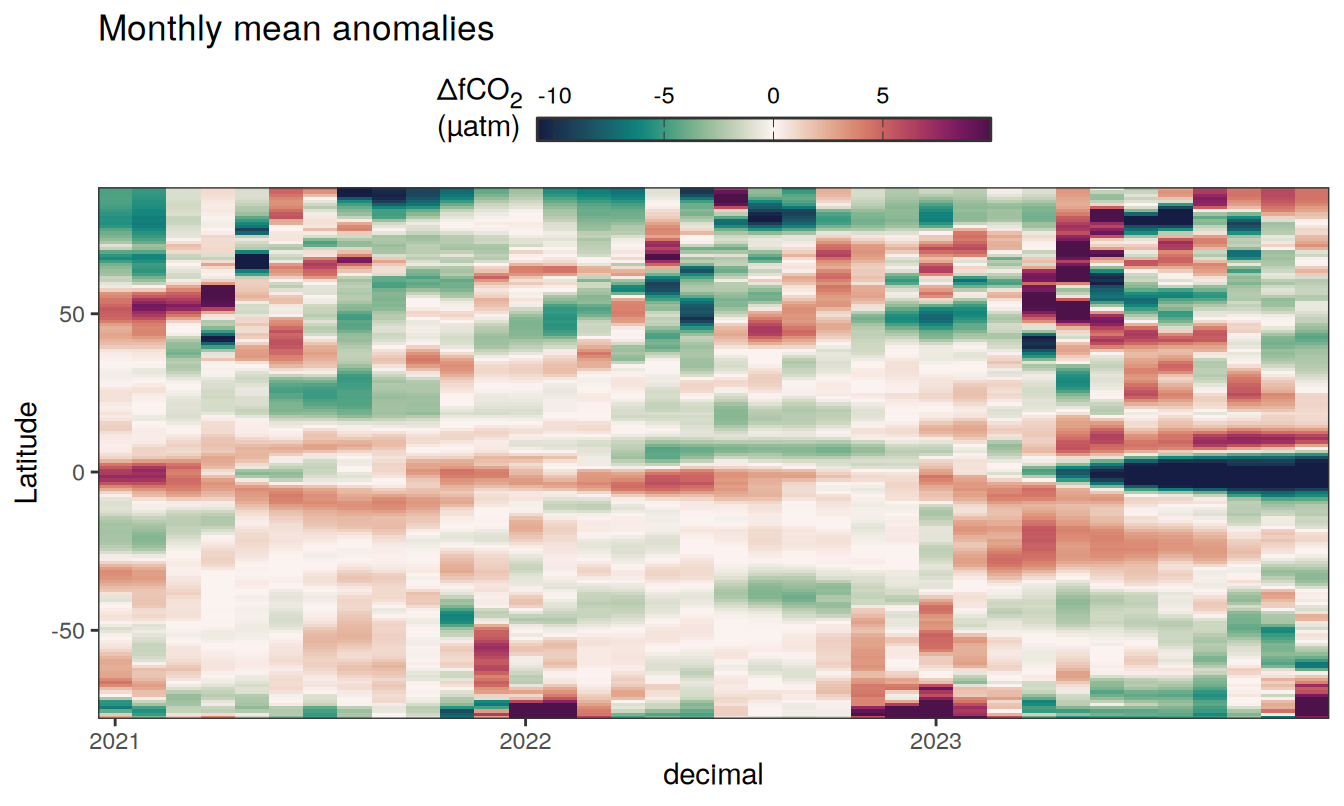 Monthly mean anomalies
ΔfCO₂
(µatm)
-10 -5 0 5
Latitude
50
0
-50
2021 2022 2023
decimal